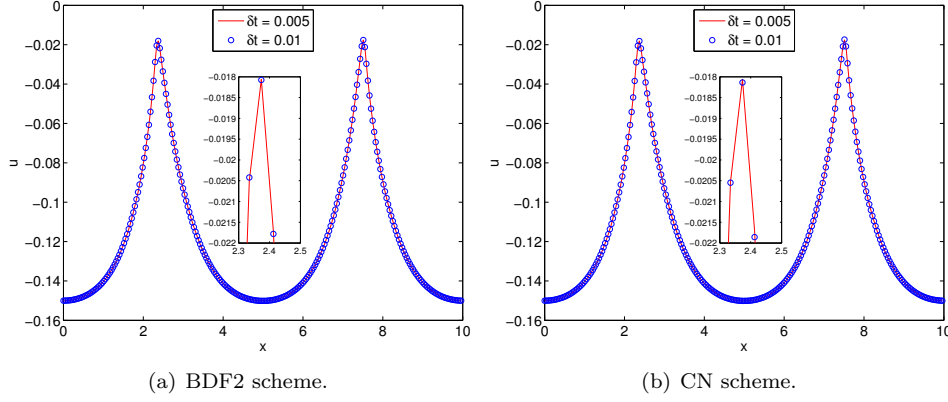 0
−0.02
−0.04
−0.06
−0.08
−0.1
−0.12
−0.14
−0.16
u
0 2 4 6 8 10
x
δt = 0.005
δt = 0.01
−0.018
−0.0185
−0.019
−0.0195
−0.02
−0.0205
−0.021
−0.0215
−0.022
2.3 2.4 2.5
(a) BDF2 scheme.
0
−0.02
−0.04
−0.06
−0.08
−0.1
−0.12
−0.14
−0.16
u
0 2 4 6 8 10
x
δt = 0.005
δt = 0.01
−0.018
−0.0185
−0.019
−0.0195
−0.02
−0.0205
−0.021
−0.0215
−0.022
2.3 2.4 2.5
(b) CN scheme.